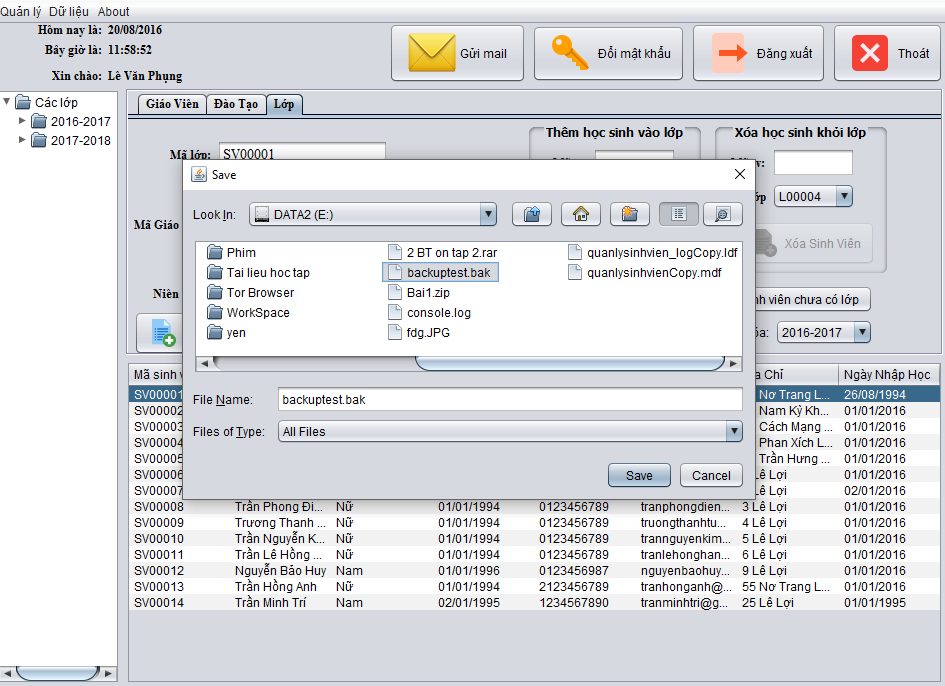 Quản lý Dữ liệu About
Hôm nay là: 20/08/2016
Bây giờ là: 11:58:52
Xin chào: Lê Văn Phụng
Gửi mail
Đổi mật khẩu
Đăng xuất
Thoát
Các lớp
2016-2017
2017-2018
Giáo Viên Đào Tạo Lớp
Mã lớp: SV00001
Thêm học sinh vào lớp
Xóa học sinh khỏi lớp
L00004
Mã Giáo
Xóa Sinh Viên
Niên
viên chưa có lớp
2016-2017
Save
Look In: DATA2 (E:)
Phim 2 BT on tap 2.rar quanlysinhvien_logCopy.ldf
Tai lieu hoc tap backuptest.bak quanlysinhvienCopy.mdf
Tor Browser Bai1.zip
WorkSpace console.log
yen fdg.JPG
File Name: backuptest.bak
Files of Type: All Files
Save Cancel
Mã sinh Chỉ Ngày Nhập Học
SV00001 Nơ Trang L... 26/08/1994
SV00002 Nam Kỳ Kh... 01/01/2016
SV00003 Cách Mạng ... 01/01/2016
SV00004 Phan Xích L... 01/01/2016
SV00005 Trần Hưng ... 01/01/2016
SV00006 Lê Lợi 01/01/2016
SV00007 Lê Lợi 02/01/2016
SV00008 Trần Phong Đi... Nữ 01/01/1994 0123456789 tranphongdien... 3 Lê Lợi 01/01/2016
SV00009 Trương Thanh ... Nữ 01/01/1994 0123456789 truongthanhtu... 4 Lê Lợi 01/01/2016
SV00010 Trần Nguyễn K... Nữ 01/01/1994 0123456789 trannguyenkim... 5 Lê Lợi 01/01/2016
SV00011 Trần Lê Hồng ... Nữ 01/01/1994 0123456789 tranlehonghan... 6 Lê Lợi 01/01/2016
SV00012 Nguyễn Bảo Huy Nam 01/01/1996 0123456987 nguyenbaohuy... 9 Lê Lợi 01/01/2016
SV00013 Trần Hồng Anh Nữ 01/01/1994 2123456789 tranhonganh@... 55 Nơ Trang L... 01/01/2016
SV00014 Trần Minh Trí Nam 02/01/1995 1234567890 tranminhtri@g... 25 Lê Lợi 01/01/1995